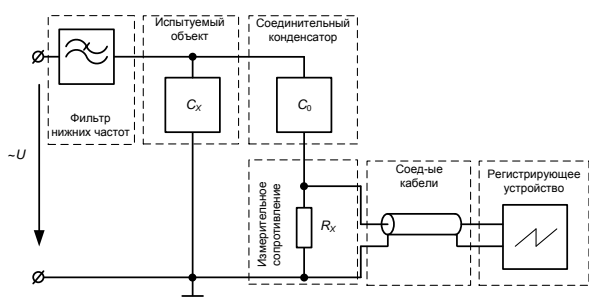 Испытуемый
объект
Соединительный
конденсатор
Cx
C0
Фильтр
нижних частот
~U
Измерительное
сопротивление
Rx
Соед-ые
кабели
Регистрирующее
устройство